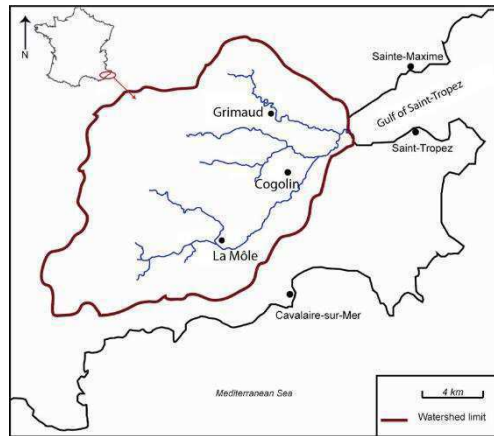 N
Sainte-Maxime
Gulf of Saint-Tropez
Grimaud
Saint-Tropez
Cogolin
La Môle
Cavalaire-sur-Mer
Mediterranean Sea
4 km
Watershed limit